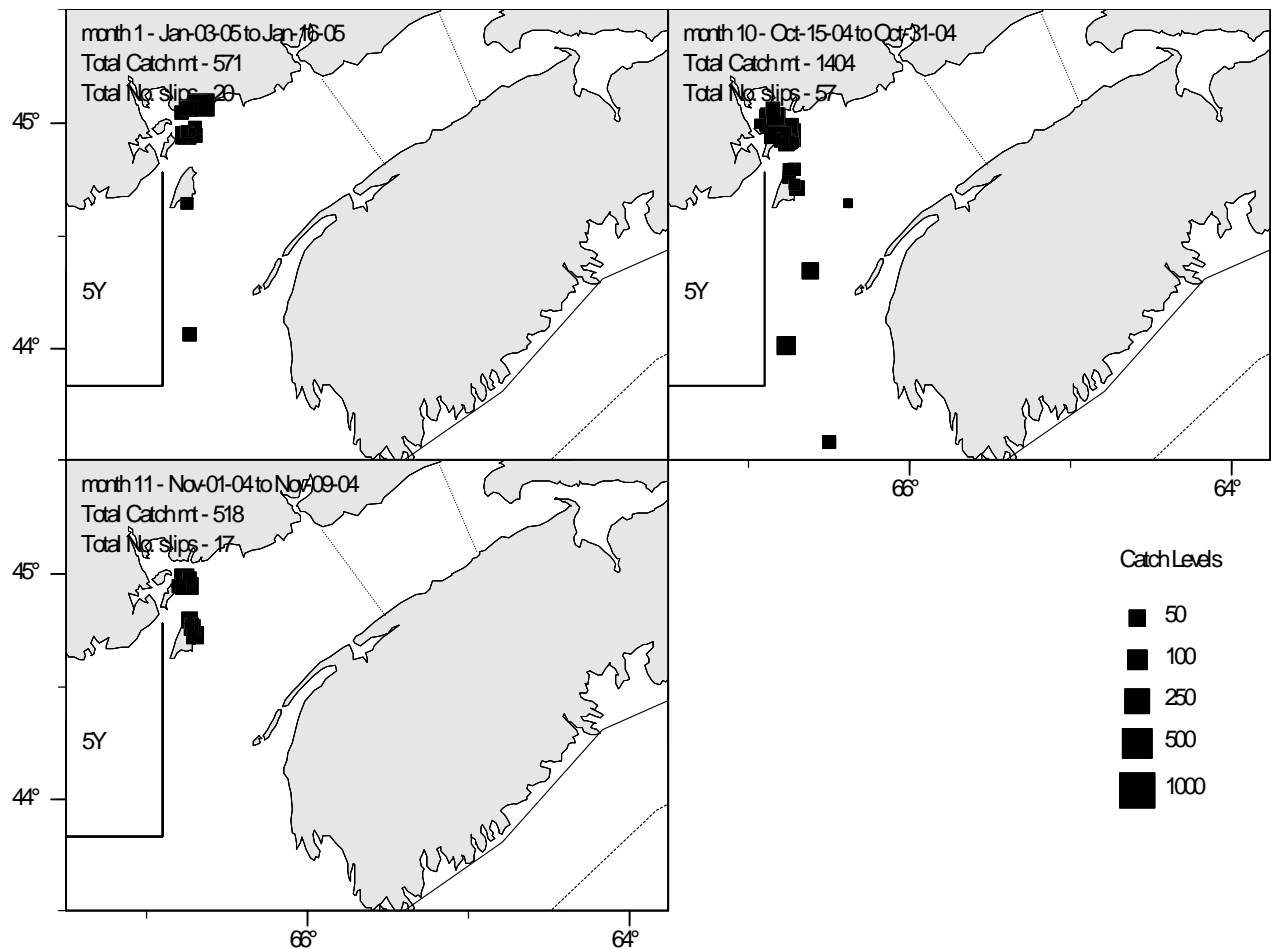 month 1 - Jan-03-05 to Jan-16-05
Total Catch mt - 571
Total No. slips - 20
45°
5Y
44°
month 10 - Oct-15-04 to Oct-31-04
Total Catch mt - 1404
Total No. slips - 57
5Y
66°
64°
month 11 - Nov-01-04 to Nov-09-04
Total Catch mt - 518
Total No. slips - 17
45°
5Y
44°
66°
64°
Catch Levels
50
100
250
500
1000